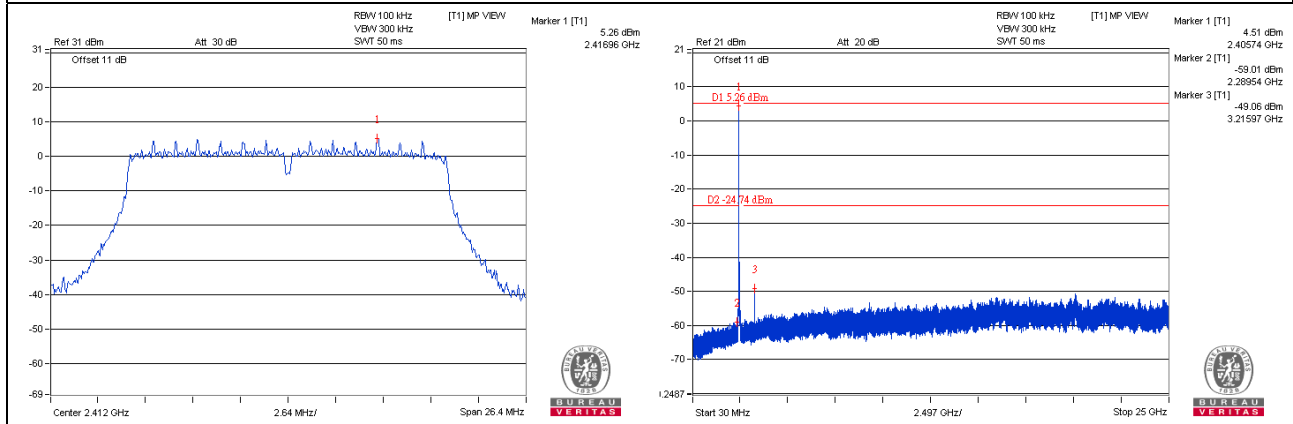 RBW 100 kHz [T1] MP VIEW
VBW 300 kHz
Ref 31 dBm Att 30 dB SWT 50 ms
Marker 1 [T1]
5.26 dBm
2.41696 GHz
31
Offset 11 dB
20
10
1
0
-10
-20
-30
-40
-50
-60
-69
Center 2.412 GHz 2.64 MHz/ Span 26.4 MHz
BUREAU VERITAS
1828
BUREAU
VERITAS
RBW 100 kHz [T1] MP VIEW
VBW 300 kHz
Ref 21 dBm Att 20 dB SWT 50 ms
Marker 1 [T1]
4.51 dBm
2.40574 GHz
Marker 2 [T1]
-59.01 dBm
2.28954 GHz
Marker 3 [T1]
-49.06 dBm
3.21597 GHz
21
Offset 11 dB
10
1
D1 5.26 dBm
0
-10
-20
D2 -24.74 dBm
-30
-40
3
-50
2
-60
-70
.2487
Start 30 MHz 2.497 GHz/ Stop 25 GHz
BUREAU VERITAS
1828
BUREAU
VERITAS